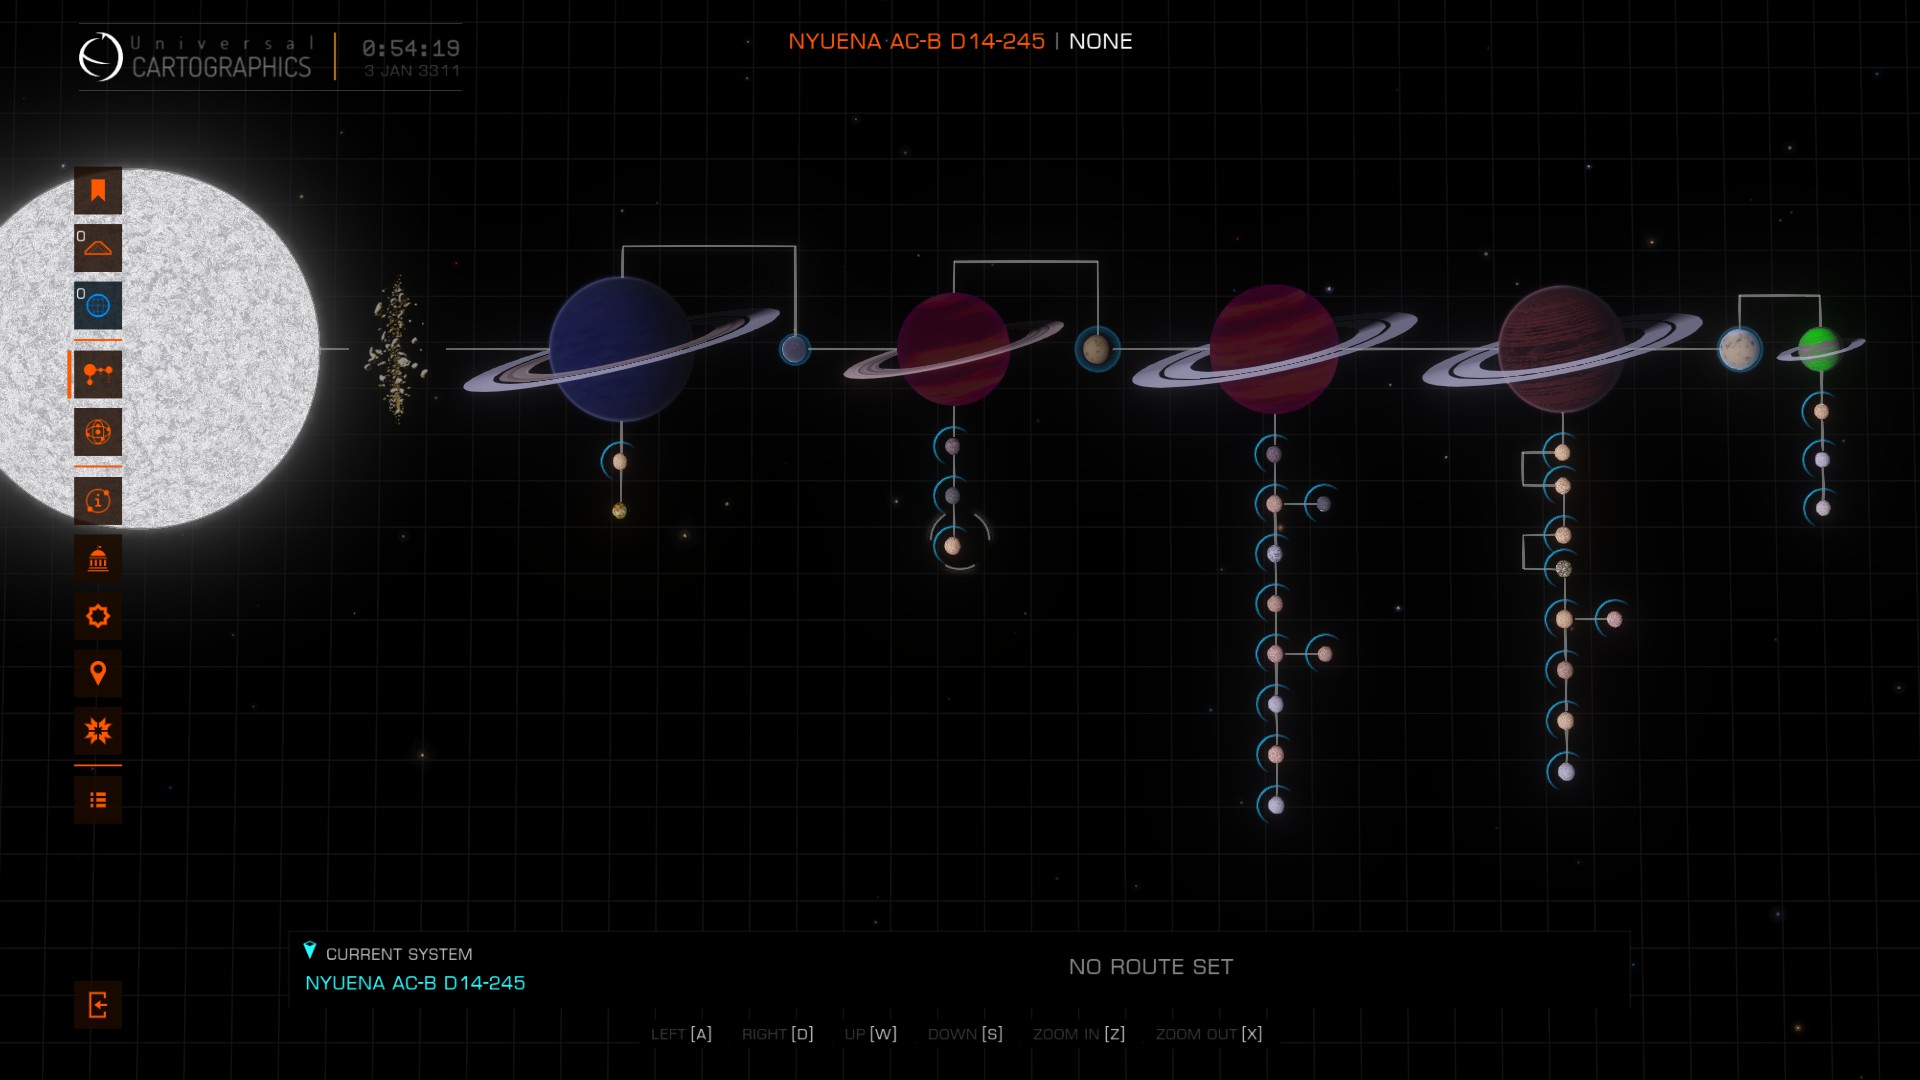 Universal
CARTOGRAPHICS
0:54:19
3 JAN 3311
NYUENA AC-B D14-245 | NONE
0
0
CURRENT SYSTEM
NYUENA AC-B D14-245
NO ROUTE SET
LEFT [A] RIGHT [D] UP [W] DOWN [S] ZOOM IN [Z] ZOOM OUT [X]